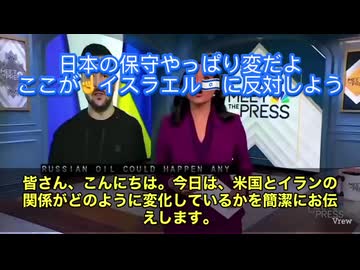 日本の保守やっぱり変だよ
ここが🇮🇱イスラエル🇮🇱に反対しよう
MEET
THE
PRESS
RUSSIAN OIL COULD HAPPEN ANY
皆さん、こんにちは。今日は、米国とイランの
関係がどのように変化しているかを簡潔にお伝
えします。
Vrew